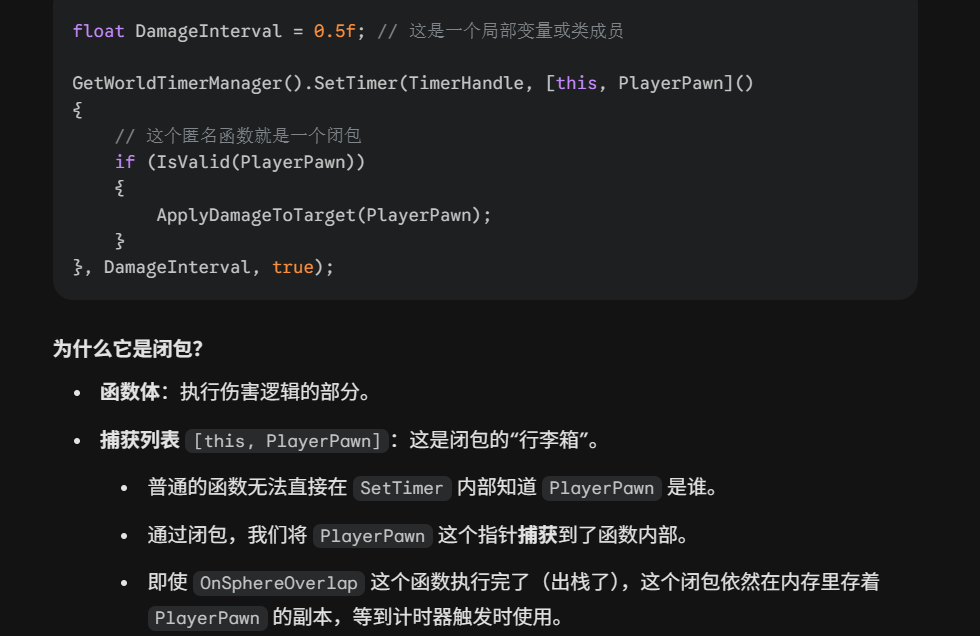 float DamageInterval = 0.5f; // 这是一个局部变量或类成员
GetWorldTimerManager().SetTimer(TimerHandle, [this, PlayerPawn]()
{
// 这个匿名函数就是一个闭包
if (IsValid(PlayerPawn))
{
ApplyDamageToTarget(PlayerPawn);
}
}, DamageInterval, true);
为什么它是闭包?
• 函数体：执行伤害逻辑的部分。
• 捕获列表 [this, PlayerPawn]：这是闭包的“行李箱”。
• 普通的函数无法直接在 SetTimer 内部知道 PlayerPawn 是谁。
• 通过闭包，我们将 PlayerPawn 这个指针捕获到了函数内部。
• 即使 OnSphereOverlap 这个函数执行完了（出栈了），这个闭包依然在内存里存着
PlayerPawn 的副本，等到计时器触发时使用。